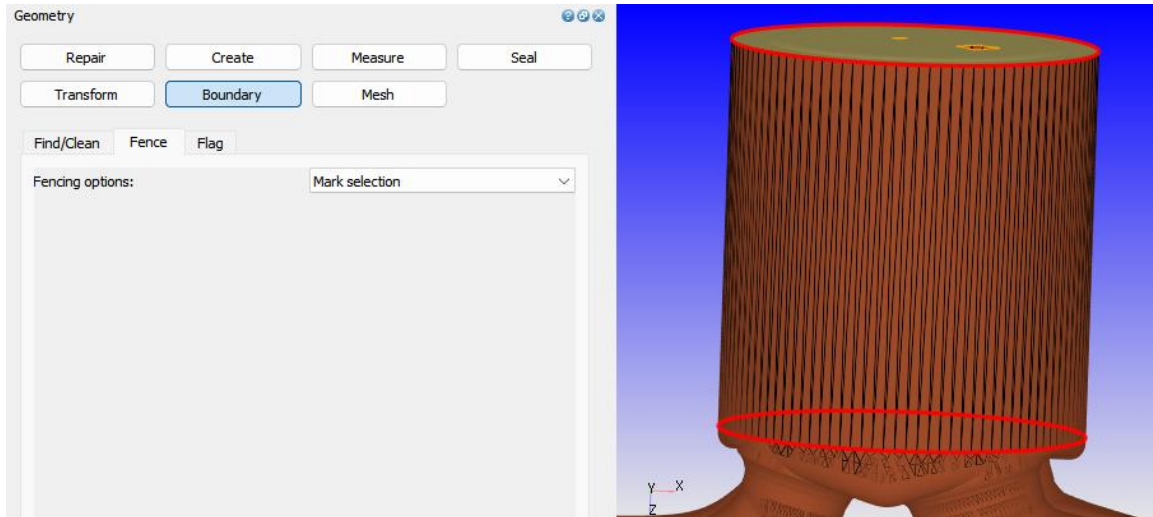 Geometry
Repair Create Measure Seal
Transform Boundary Mesh
Find/Clean Fence Flag
Fencing options: Mark selection
Y X
Z